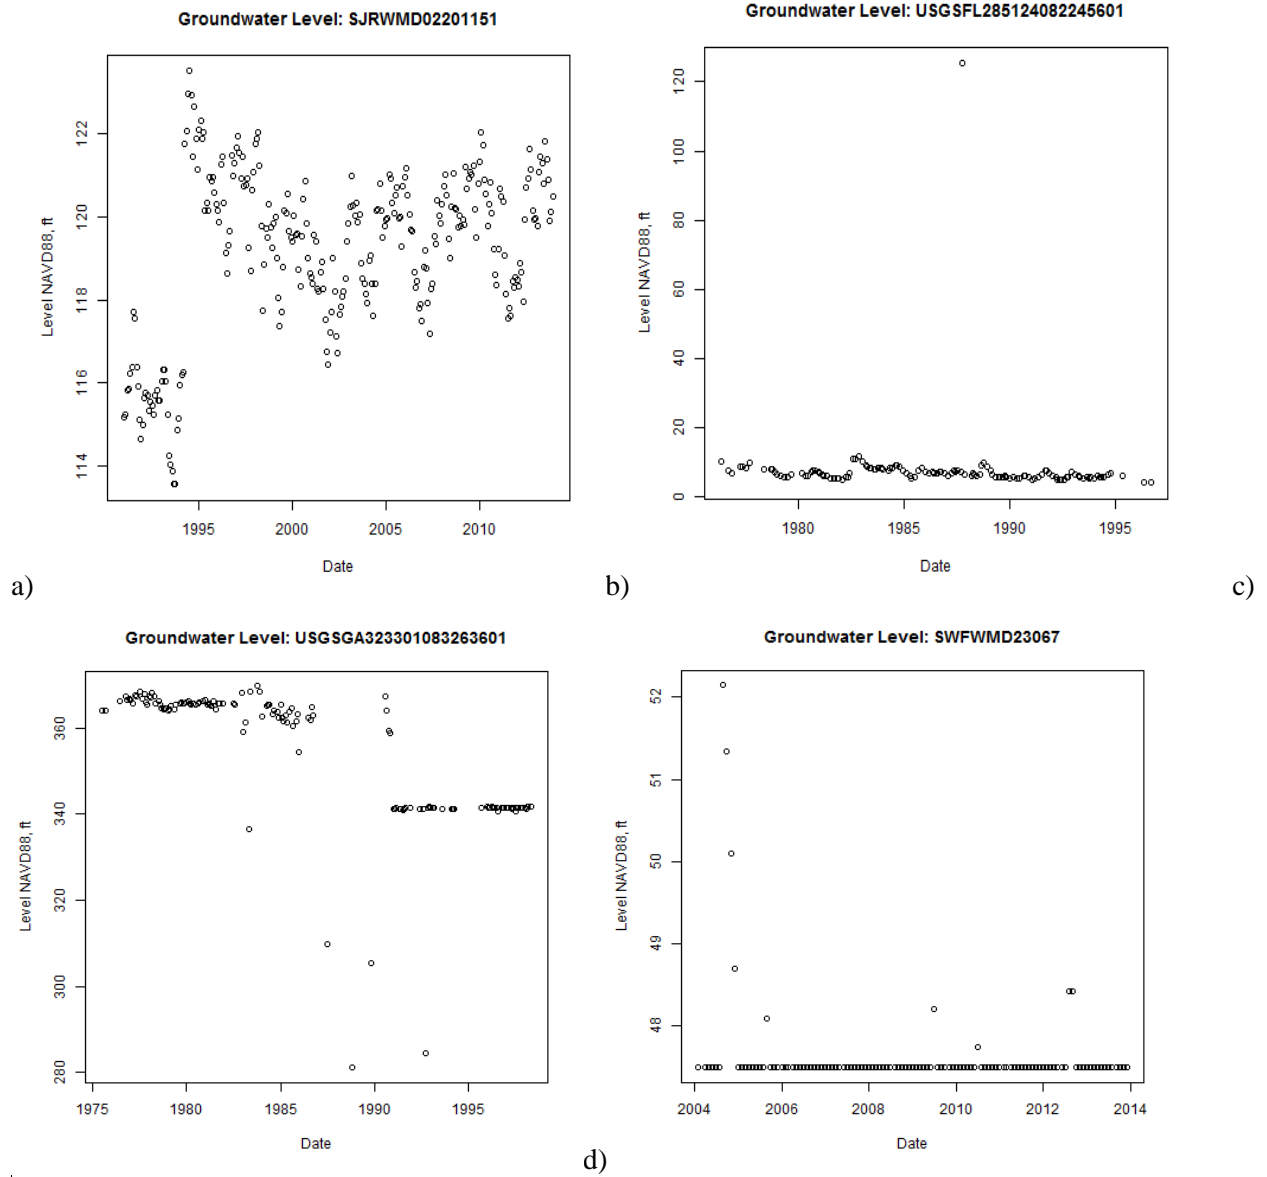 Groundwater Level: SJRWMD02201151
Level NAVD88, ft
122
120
118
116
114
1995 2000 2005 2010
Date
a)
Groundwater Level: USGSFL285124082245601
Level NAVD88, ft
120
100
80
60
40
20
0
1980 1985 1990 1995
Date
b)
c)
Groundwater Level: USGSGA323301083263601
Level NAVD88, ft
360
340
320
300
280
1975 1980 1985 1990 1995
Date
d)
Groundwater Level: SWFWMD23067
Level NAVD88, ft
52
51
50
49
48
2004 2006 2008 2010 2012 2014
Date